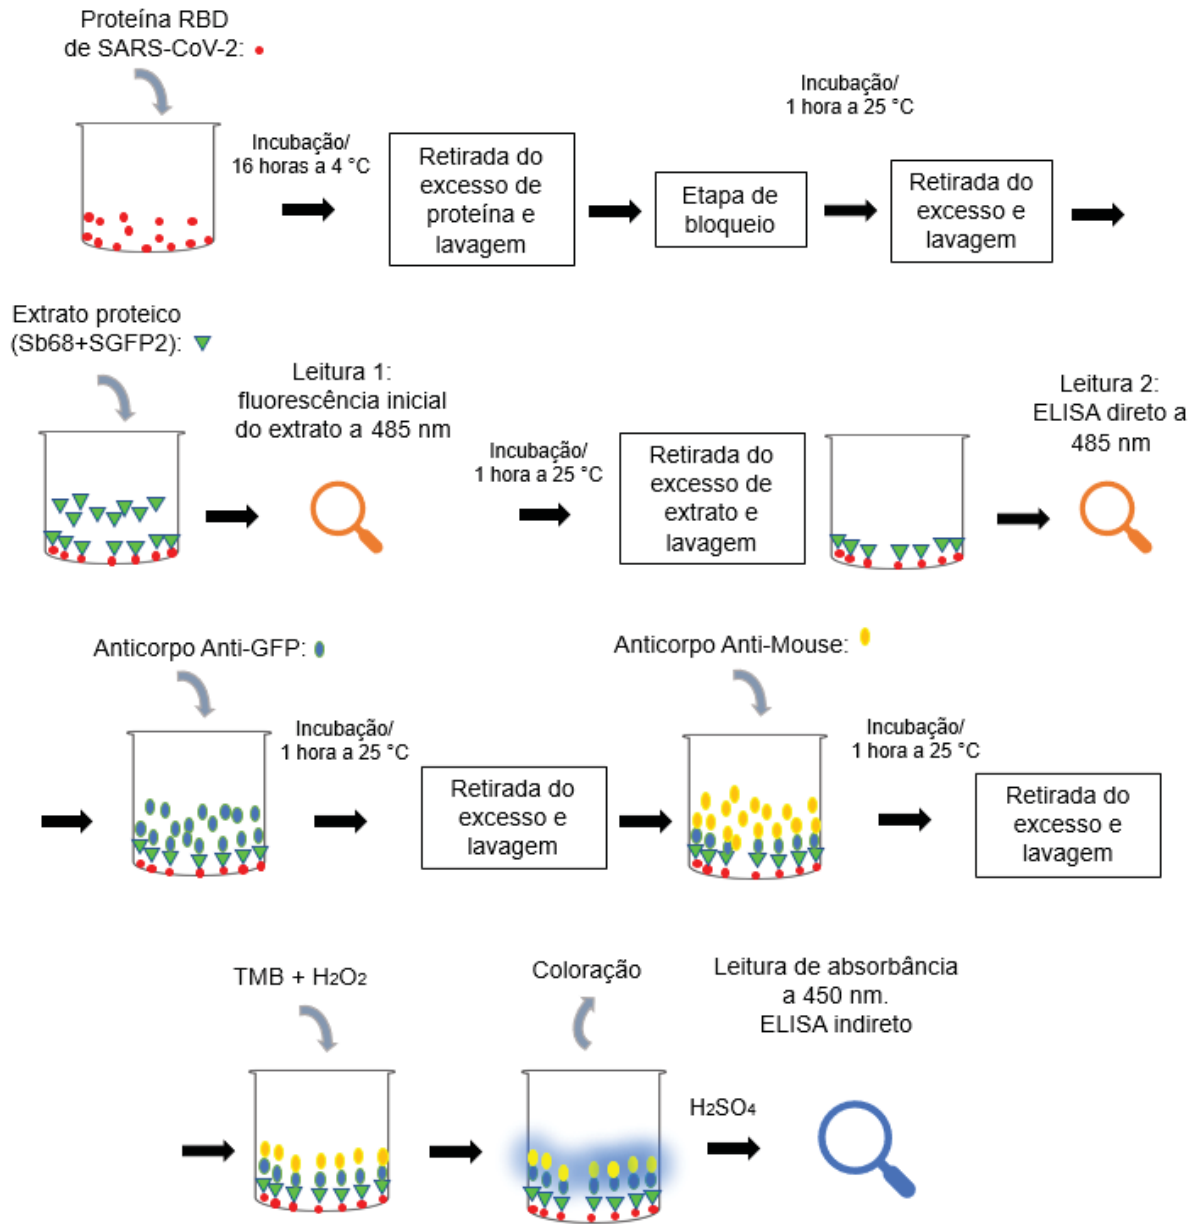 Proteína RBD
de SARS-CoV-2:
Incubação/
16 horas a 4 °C
Retirada do
excesso de
proteína e
lavagem
Etapa de
bloqueio
Incubação/
1 hora a 25 °C
Retirada do
excesso e
lavagem
Extrato proteico
(Sb68+SGFP2):
Leitura 1:
fluorescência inicial
do extrato a 485 nm
Incubação/
1 hora a 25 °C
Retirada do
excesso de
extrato e
lavagem
Leitura 2:
ELISA direto a
485 nm
Anticorpo Anti-GFP:
Incubação/
1 hora a 25 °C
Retirada do
excesso e
lavagem
Anticorpo Anti-Mouse:
Incubação/
1 hora a 25 °C
Retirada do
excesso e
lavagem
TMB + H2O2
Coloração
H2SO4
Leitura de absorbância
a 450 nm.
ELISA indireto